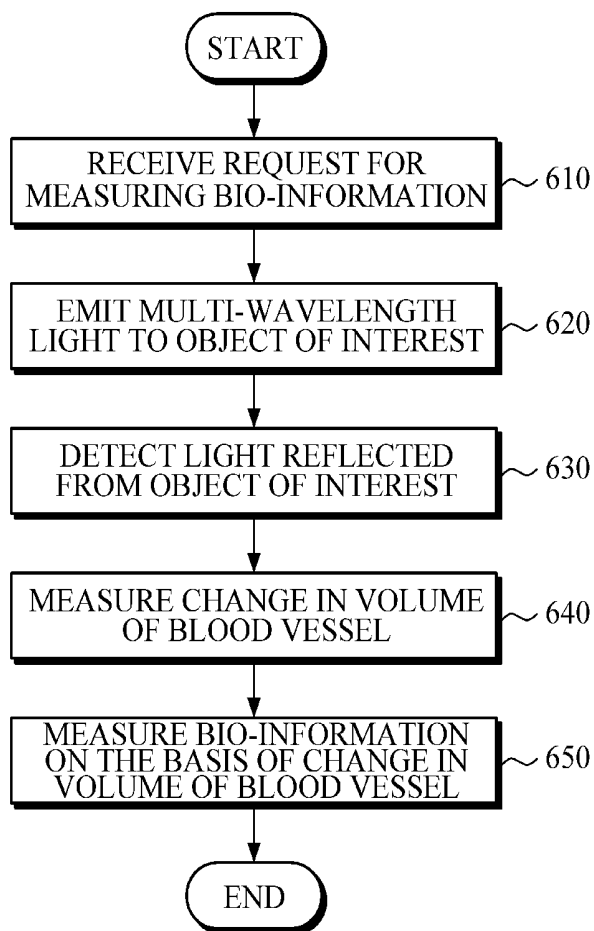 START
RECEIVE REQUEST FOR
MEASURING BIO-INFORMATION
610
EMIT MULTI-WAVELENGTH
LIGHT TO OBJECT OF INTEREST
620
DETECT LIGHT REFLECTED
FROM OBJECT OF INTEREST
630
MEASURE CHANGE IN VOLUME
OF BLOOD VESSEL
640
MEASURE BIO-INFORMATION
ON THE BASIS OF CHANGE IN
VOLUME OF BLOOD VESSEL
650
END